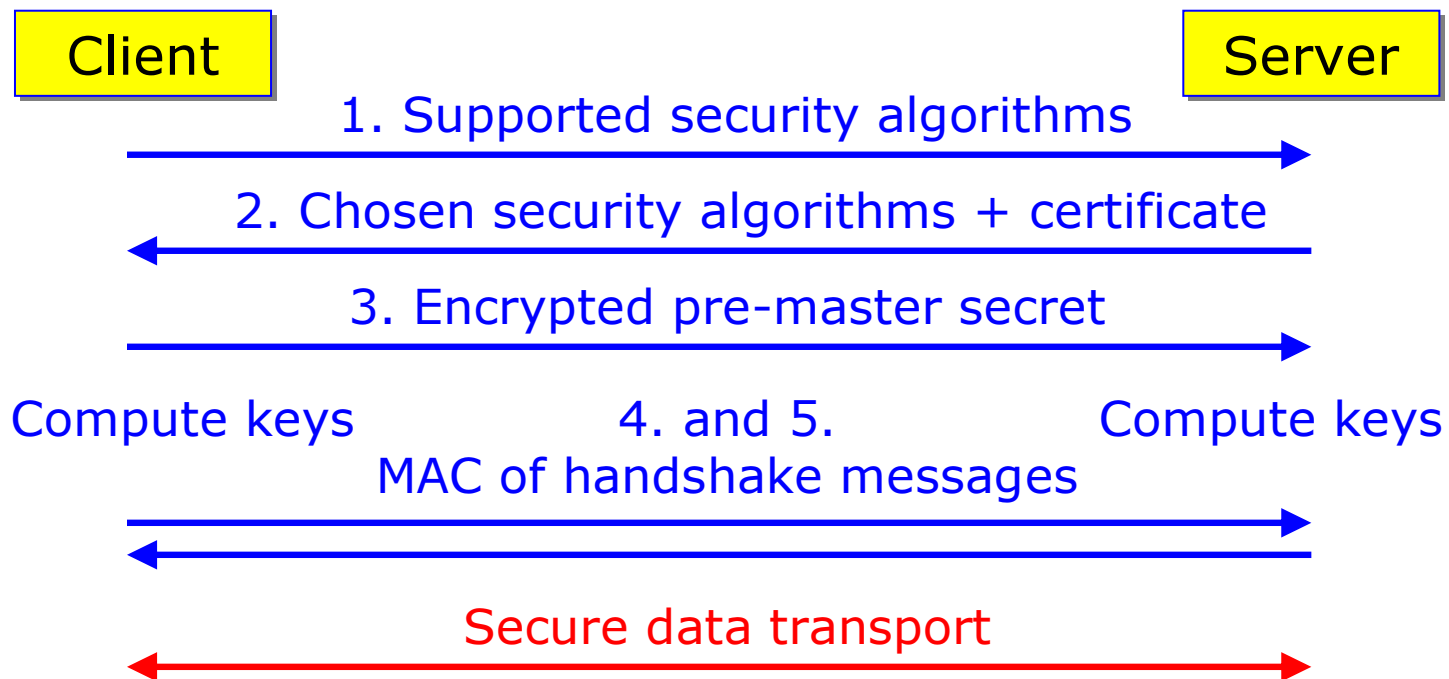 Client
Server
1. Supported security algorithms
2. Chosen security algorithms + certificate
3. Encrypted pre-master secret
Compute keys
4. and 5.
Compute keys
MAC of handshake messages
Secure data transport